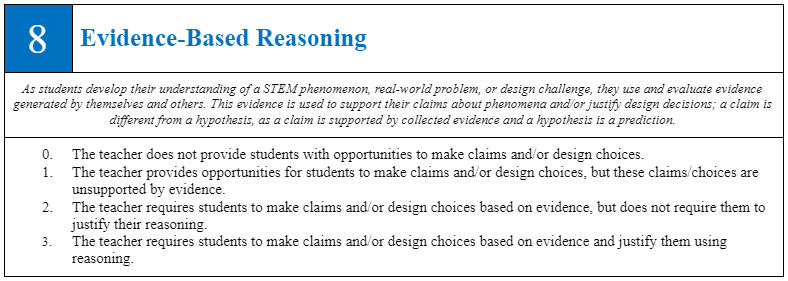 8
Evidence-Based Reasoning
As students develop their understanding of a STEM phenomenon, real-world problem, or design challenge, they use and evaluate evidence
generated by themselves and others. This evidence is used to support their claims about phenomena and/or justify design decisions; a claim is
different from a hypothesis, as a claim is supported by collected evidence and a hypothesis is a prediction.
0. The teacher does not provide students with opportunities to make claims and/or design choices.
1. The teacher provides opportunities for students to make claims and/or design choices, but these claims/choices are
unsupported by evidence.
2. The teacher requires students to make claims and/or design choices based on evidence, but does not require them to
justify their reasoning.
3. The teacher requires students to make claims and/or design choices based on evidence and justify them using
reasoning.